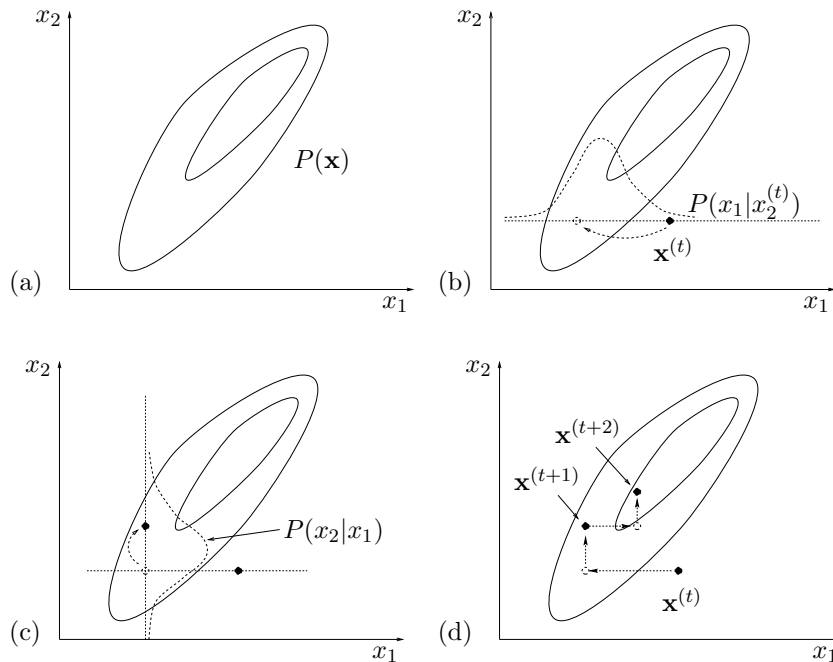 x₂
P(𝐱)
(a)
x₁
x₂
P(x₁|x₂⁽ᵗ⁾)
𝐱⁽ᵗ⁾
(b)
x₁
x₂
P(x₂|x₁)
(c)
x₁
x₂
𝐱⁽ᵗ⁺²⁾
𝐱⁽ᵗ⁺¹⁾
𝐱⁽ᵗ⁾
(d)
x₁